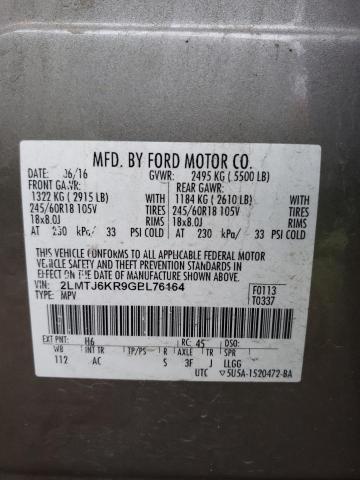 MFD. BY FORD MOTOR CO.
DATE: 06/16 GVWR: 2495 KG ( 5500 LB)
FRONT GAWR: REAR GAWR:
1322 KG ( 2915 LB) WITH 1184 KG ( 2610 LB) WITH
245/60R18 105V TIRES 245/60R18 105V TIRES
18x8.0J RIMS 18x8.0J RIMS
AT 230 kPa/ 33 PSI COLD AT 230 kPa/ 33 PSI COLD
THIS VEHICLE CONFORMS TO ALL APPLICABLE FEDERAL MOTOR
VEHICLE SAFETY AND THEFT PREVENTION STANDARDS IN EFFECT
ON THE DATE OF MANUFACTURE SHOWN ABOVE.
VIN: 2LMTJ6KR9GBL76164 F0113
TYPE: MPV T0337
EXT PNT: H6 RC: 45 DSO:
WB INT TR TP/PS R AXLE TR SPR
112 AC S 3F J LLGG
UTC ▽5U5A-1520472-BA